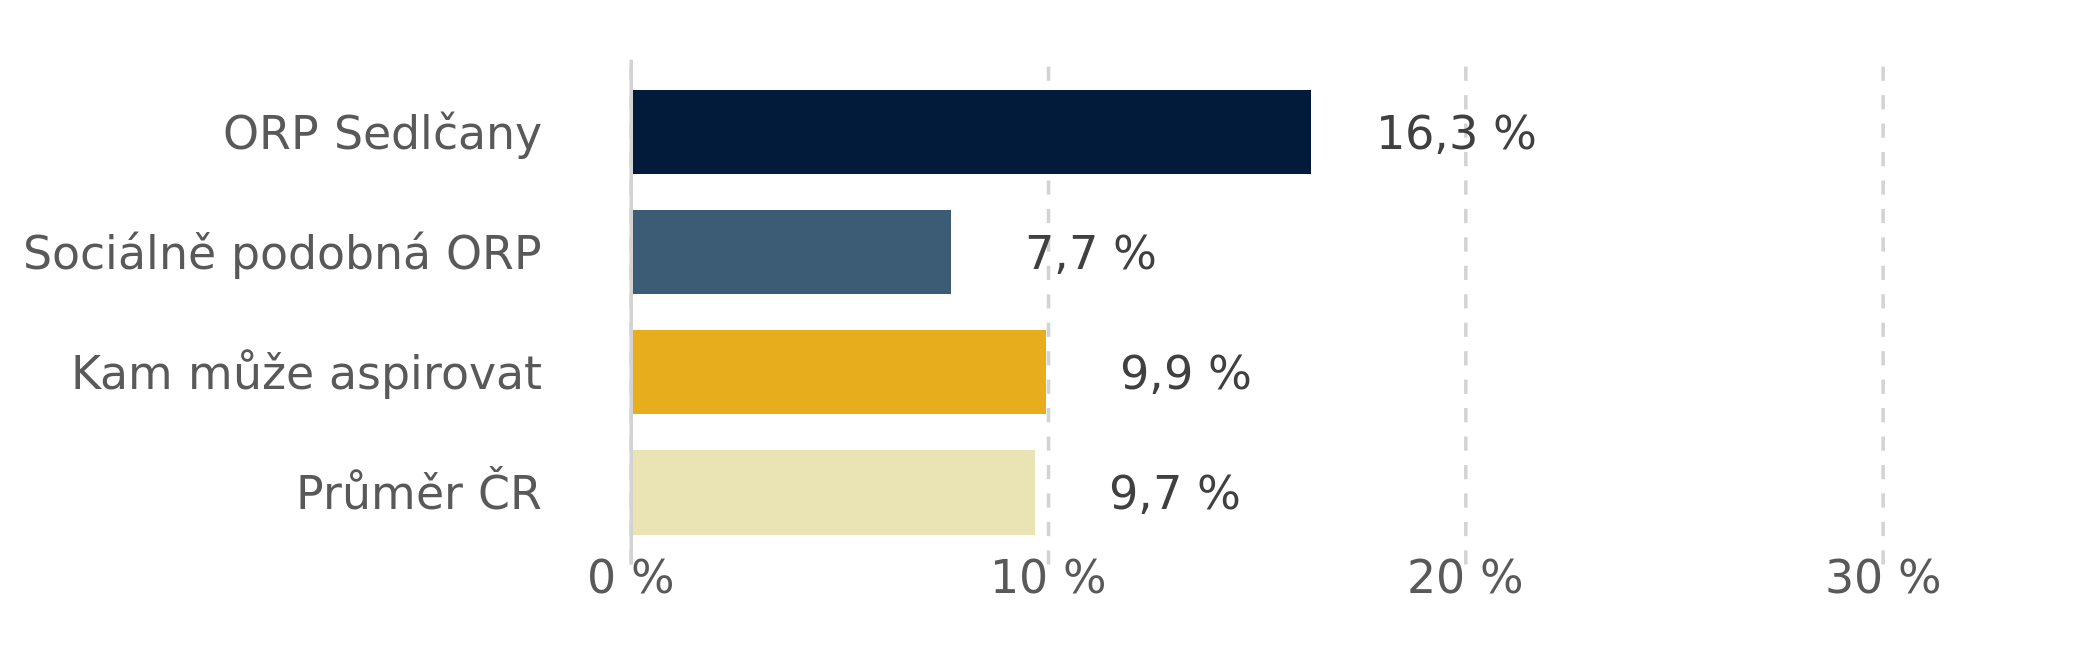 ORP Sedlčany 16,3 %
Sociálně podobná ORP 7,7 %
Kam může aspirovat 9,9 %
Průměr ČR 9,7 %
0 % 10 % 20 % 30 %